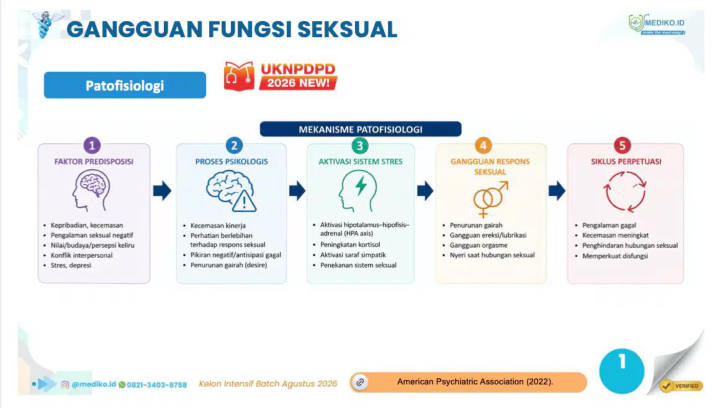 GANGGUAN FUNGSI SEKSUAL
MEDIKO.ID
Patofisiologi
UKNPDPD
2026 NEW!
MEKANISME PATOFISIOLOGI
1
FAKTOR PREDISPOSISI
• Kepribadian, kecemasan
• Pengalaman seksual negatif
• Nilai/budaya/persepsi keliru
• Konflik interpersonal
• Stres, depresi
2
PROSES PSIKOLOGIS
• Kecemasan kinerja
• Perhatian berlebihan
terhadap respons seksual
• Pikiran negatif/antisipasi gagal
• Penurunan gairah (desire)
3
AKTIVASI SISTEM STRES
• Aktivasi hipotalamus–hipofisis–
adrenal (HPA axis)
• Peningkatan kortisol
• Aktivasi saraf simpatik
• Penekanan sistem seksual
4
GANGGUAN RESPONS
SEKSUAL
• Penurunan gairah
• Gangguan ereksi/lubrikasi
• Gangguan orgasme
• Nyeri saat hubungan seksual
5
SIKLUS PERPETUASI
• Pengalaman gagal
• Kecemasan meningkat
• Penghindaran hubungan seksual
• Memperkuat disfungsi
@mediko.id 0821-3403-8758
Kelon Intensif Batch Agustus 2026
American Psychiatric Association (2022).
1
VERIFIED